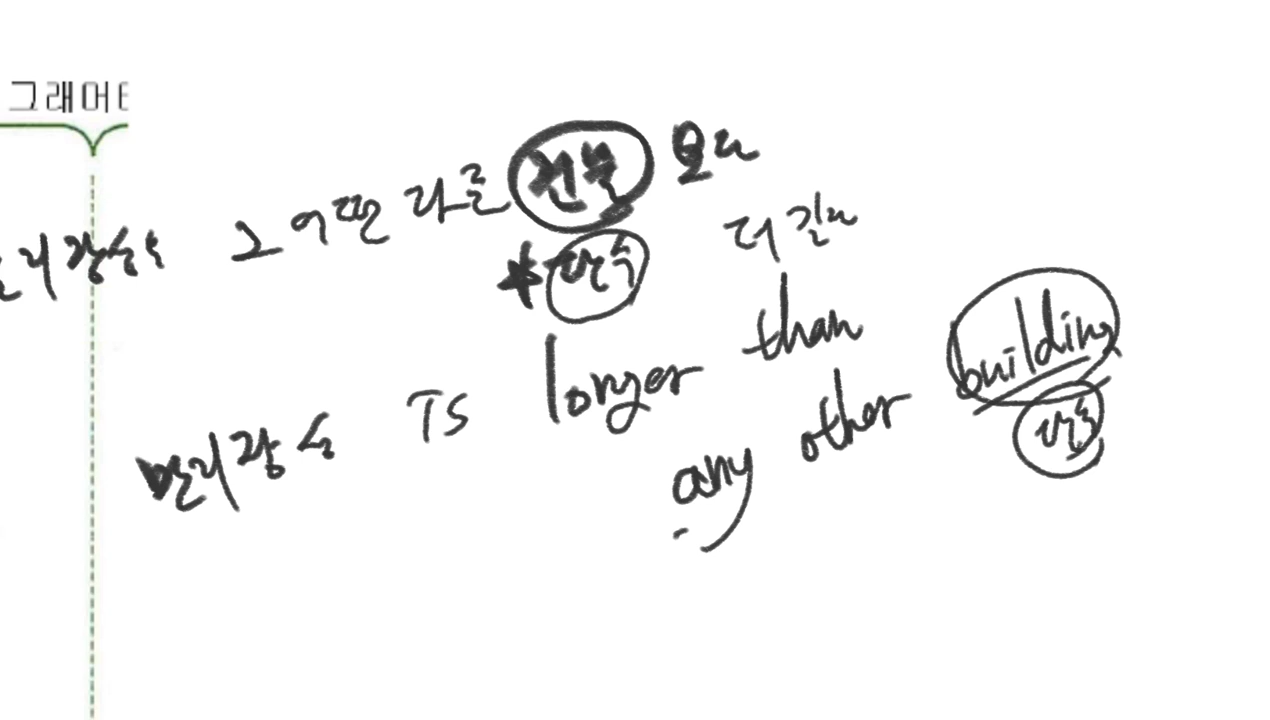 그래머
만리장성은 그 어떤 다른 건물 보다
*단수 더 길다
만리장성 is longer than
any other building
단수